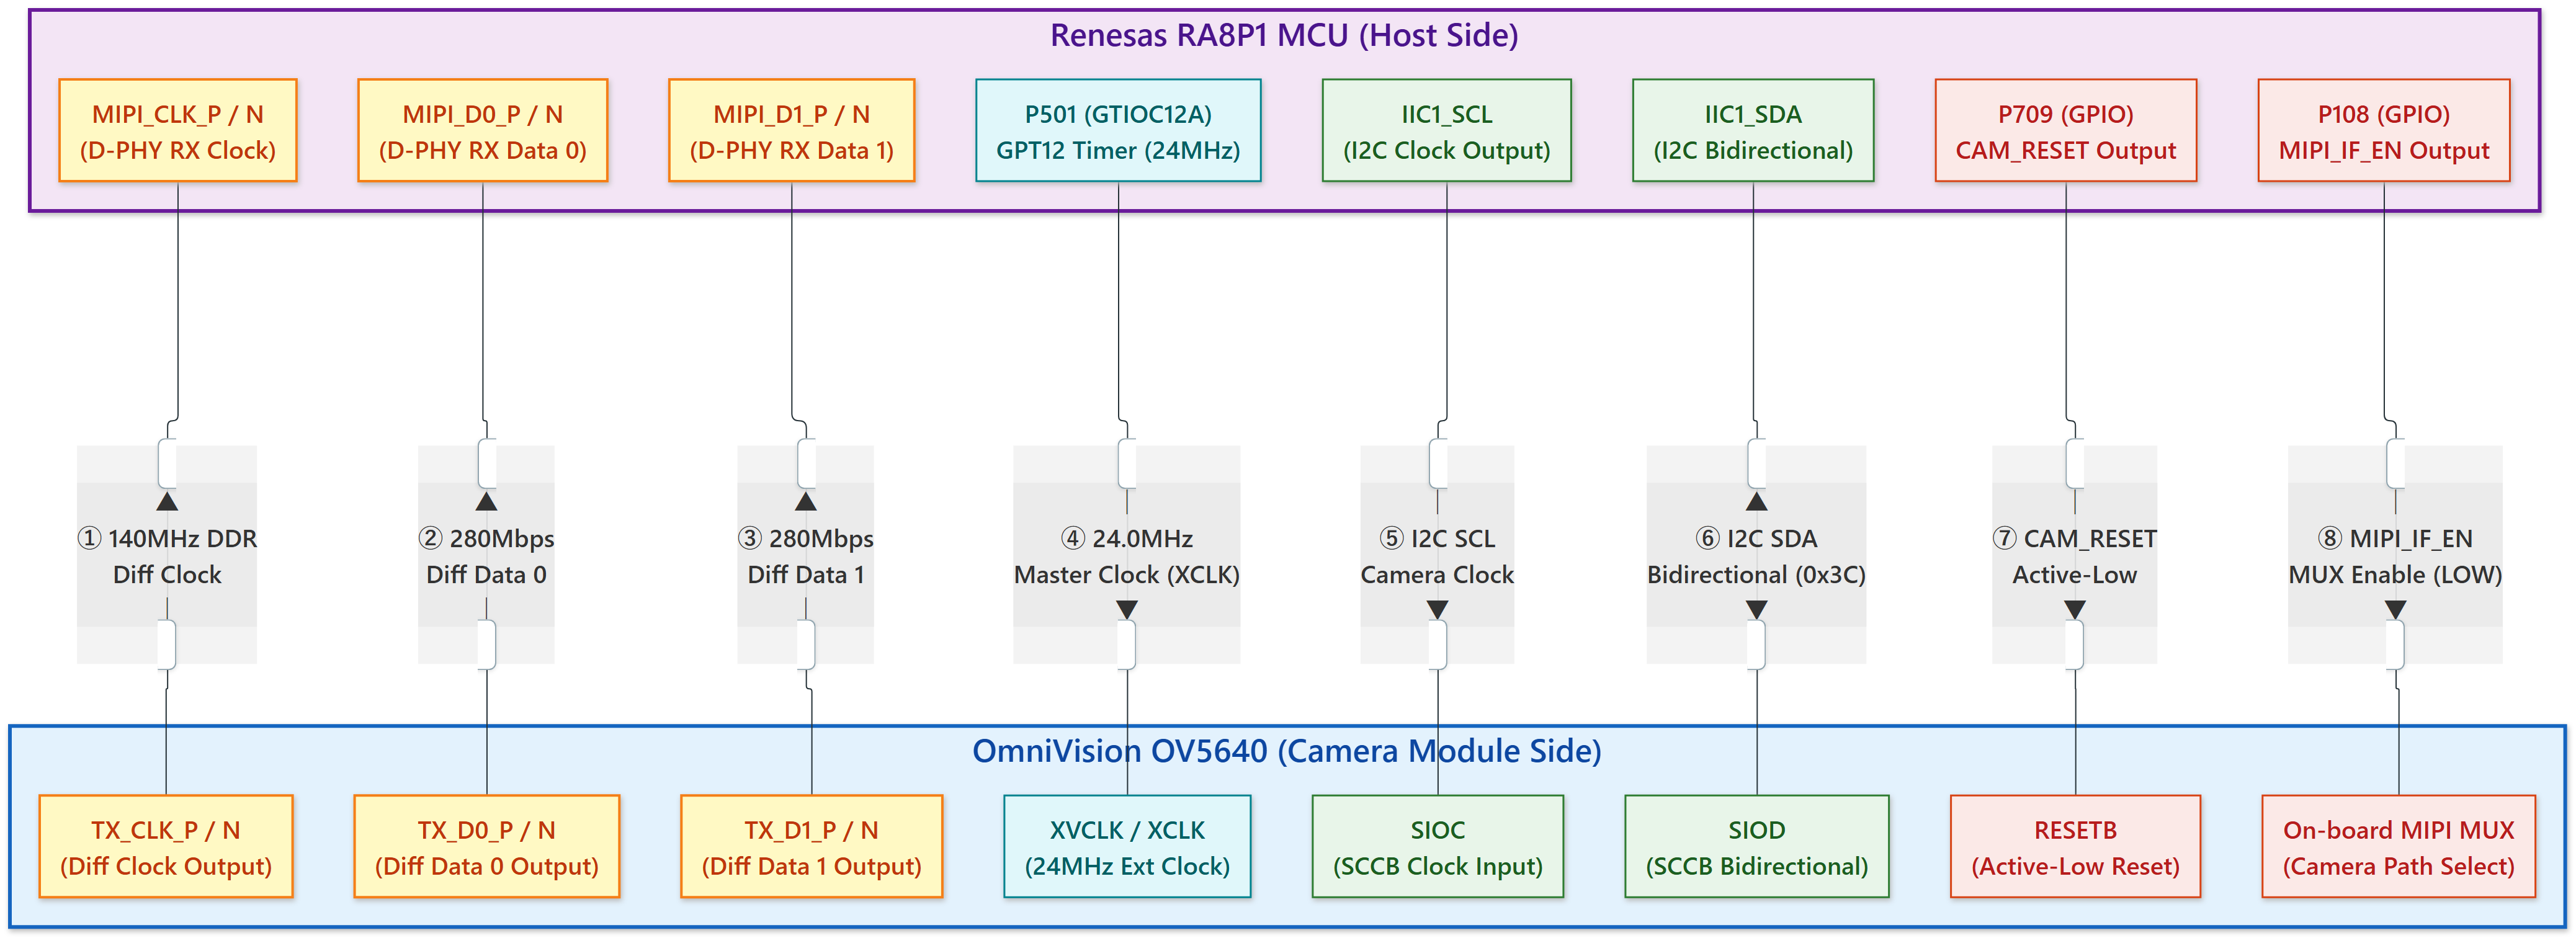 Renesas RA8P1 MCU (Host Side)
MIPI_CLK_P / N
(D-PHY RX Clock)
MIPI_D0_P / N
(D-PHY RX Data 0)
MIPI_D1_P / N
(D-PHY RX Data 1)
P501 (GTIOC12A)
GPT12 Timer (24MHz)
IIC1_SCL
(I2C Clock Output)
IIC1_SDA
(I2C Bidirectional)
P709 (GPIO)
CAM_RESET Output
P108 (GPIO)
MIPI_IF_EN Output
① 140MHz DDR
Diff Clock
② 280Mbps
Diff Data 0
③ 280Mbps
Diff Data 1
④ 24.0MHz
Master Clock (XCLK)
⑤ I2C SCL
Camera Clock
⑥ I2C SDA
Bidirectional (0x3C)
⑦ CAM_RESET
Active-Low
⑧ MIPI_IF_EN
MUX Enable (LOW)
OmniVision OV5640 (Camera Module Side)
TX_CLK_P / N
(Diff Clock Output)
TX_D0_P / N
(Diff Data 0 Output)
TX_D1_P / N
(Diff Data 1 Output)
XVCLK / XCLK
(24MHz Ext Clock)
SIOC
(SCCB Clock Input)
SIOD
(SCCB Bidirectional)
RESETB
(Active-Low Reset)
On-board MIPI MUX
(Camera Path Select)